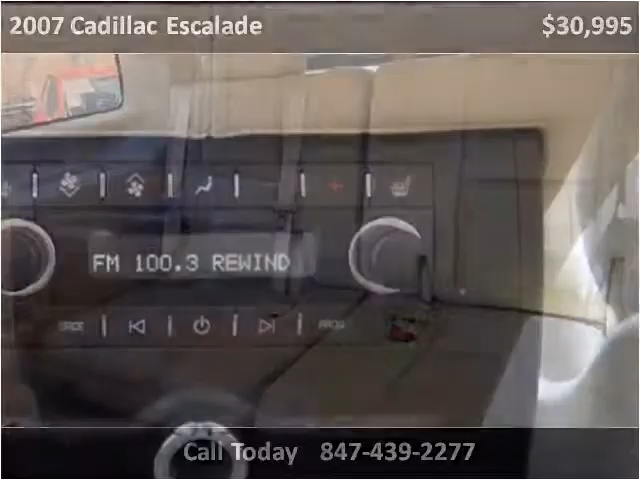 2007 Cadillac Escalade $30,995
FM 100.3 REWIND
Call Today 847-439-2277